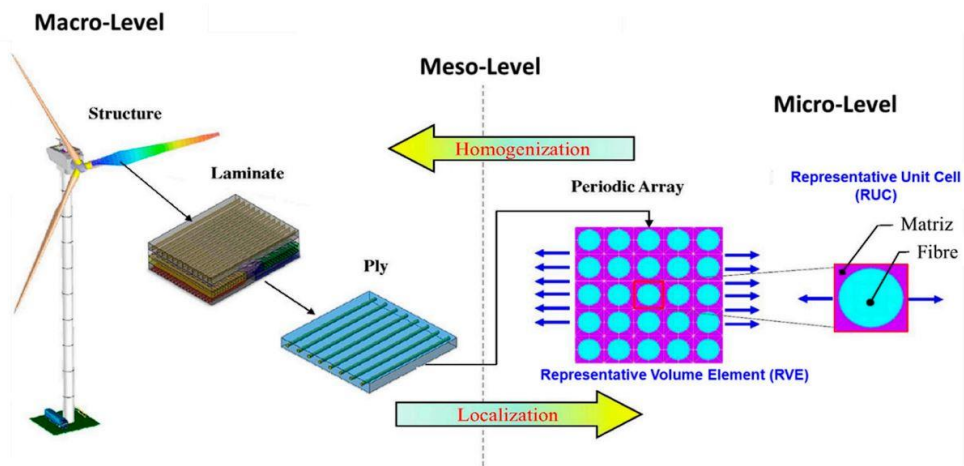 Macro-Level
Meso-Level
Micro-Level
Structure
Homogenization
Laminate
Periodic Array
Representative Unit Cell
(RUC)
Matriz
Fibre
Ply
Representative Volume Element (RVE)
Localization